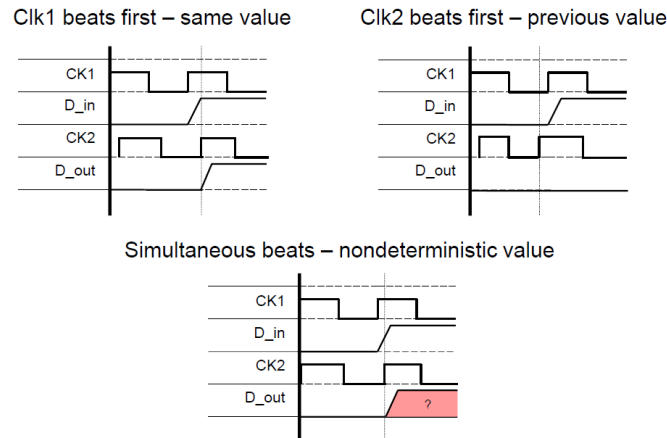 Clk1 beats first – same value
CK1
D_in
CK2
D_out
Clk2 beats first – previous value
CK1
D_in
CK2
D_out
Simultaneous beats – nondeterministic value
CK1
D_in
CK2
D_out
?